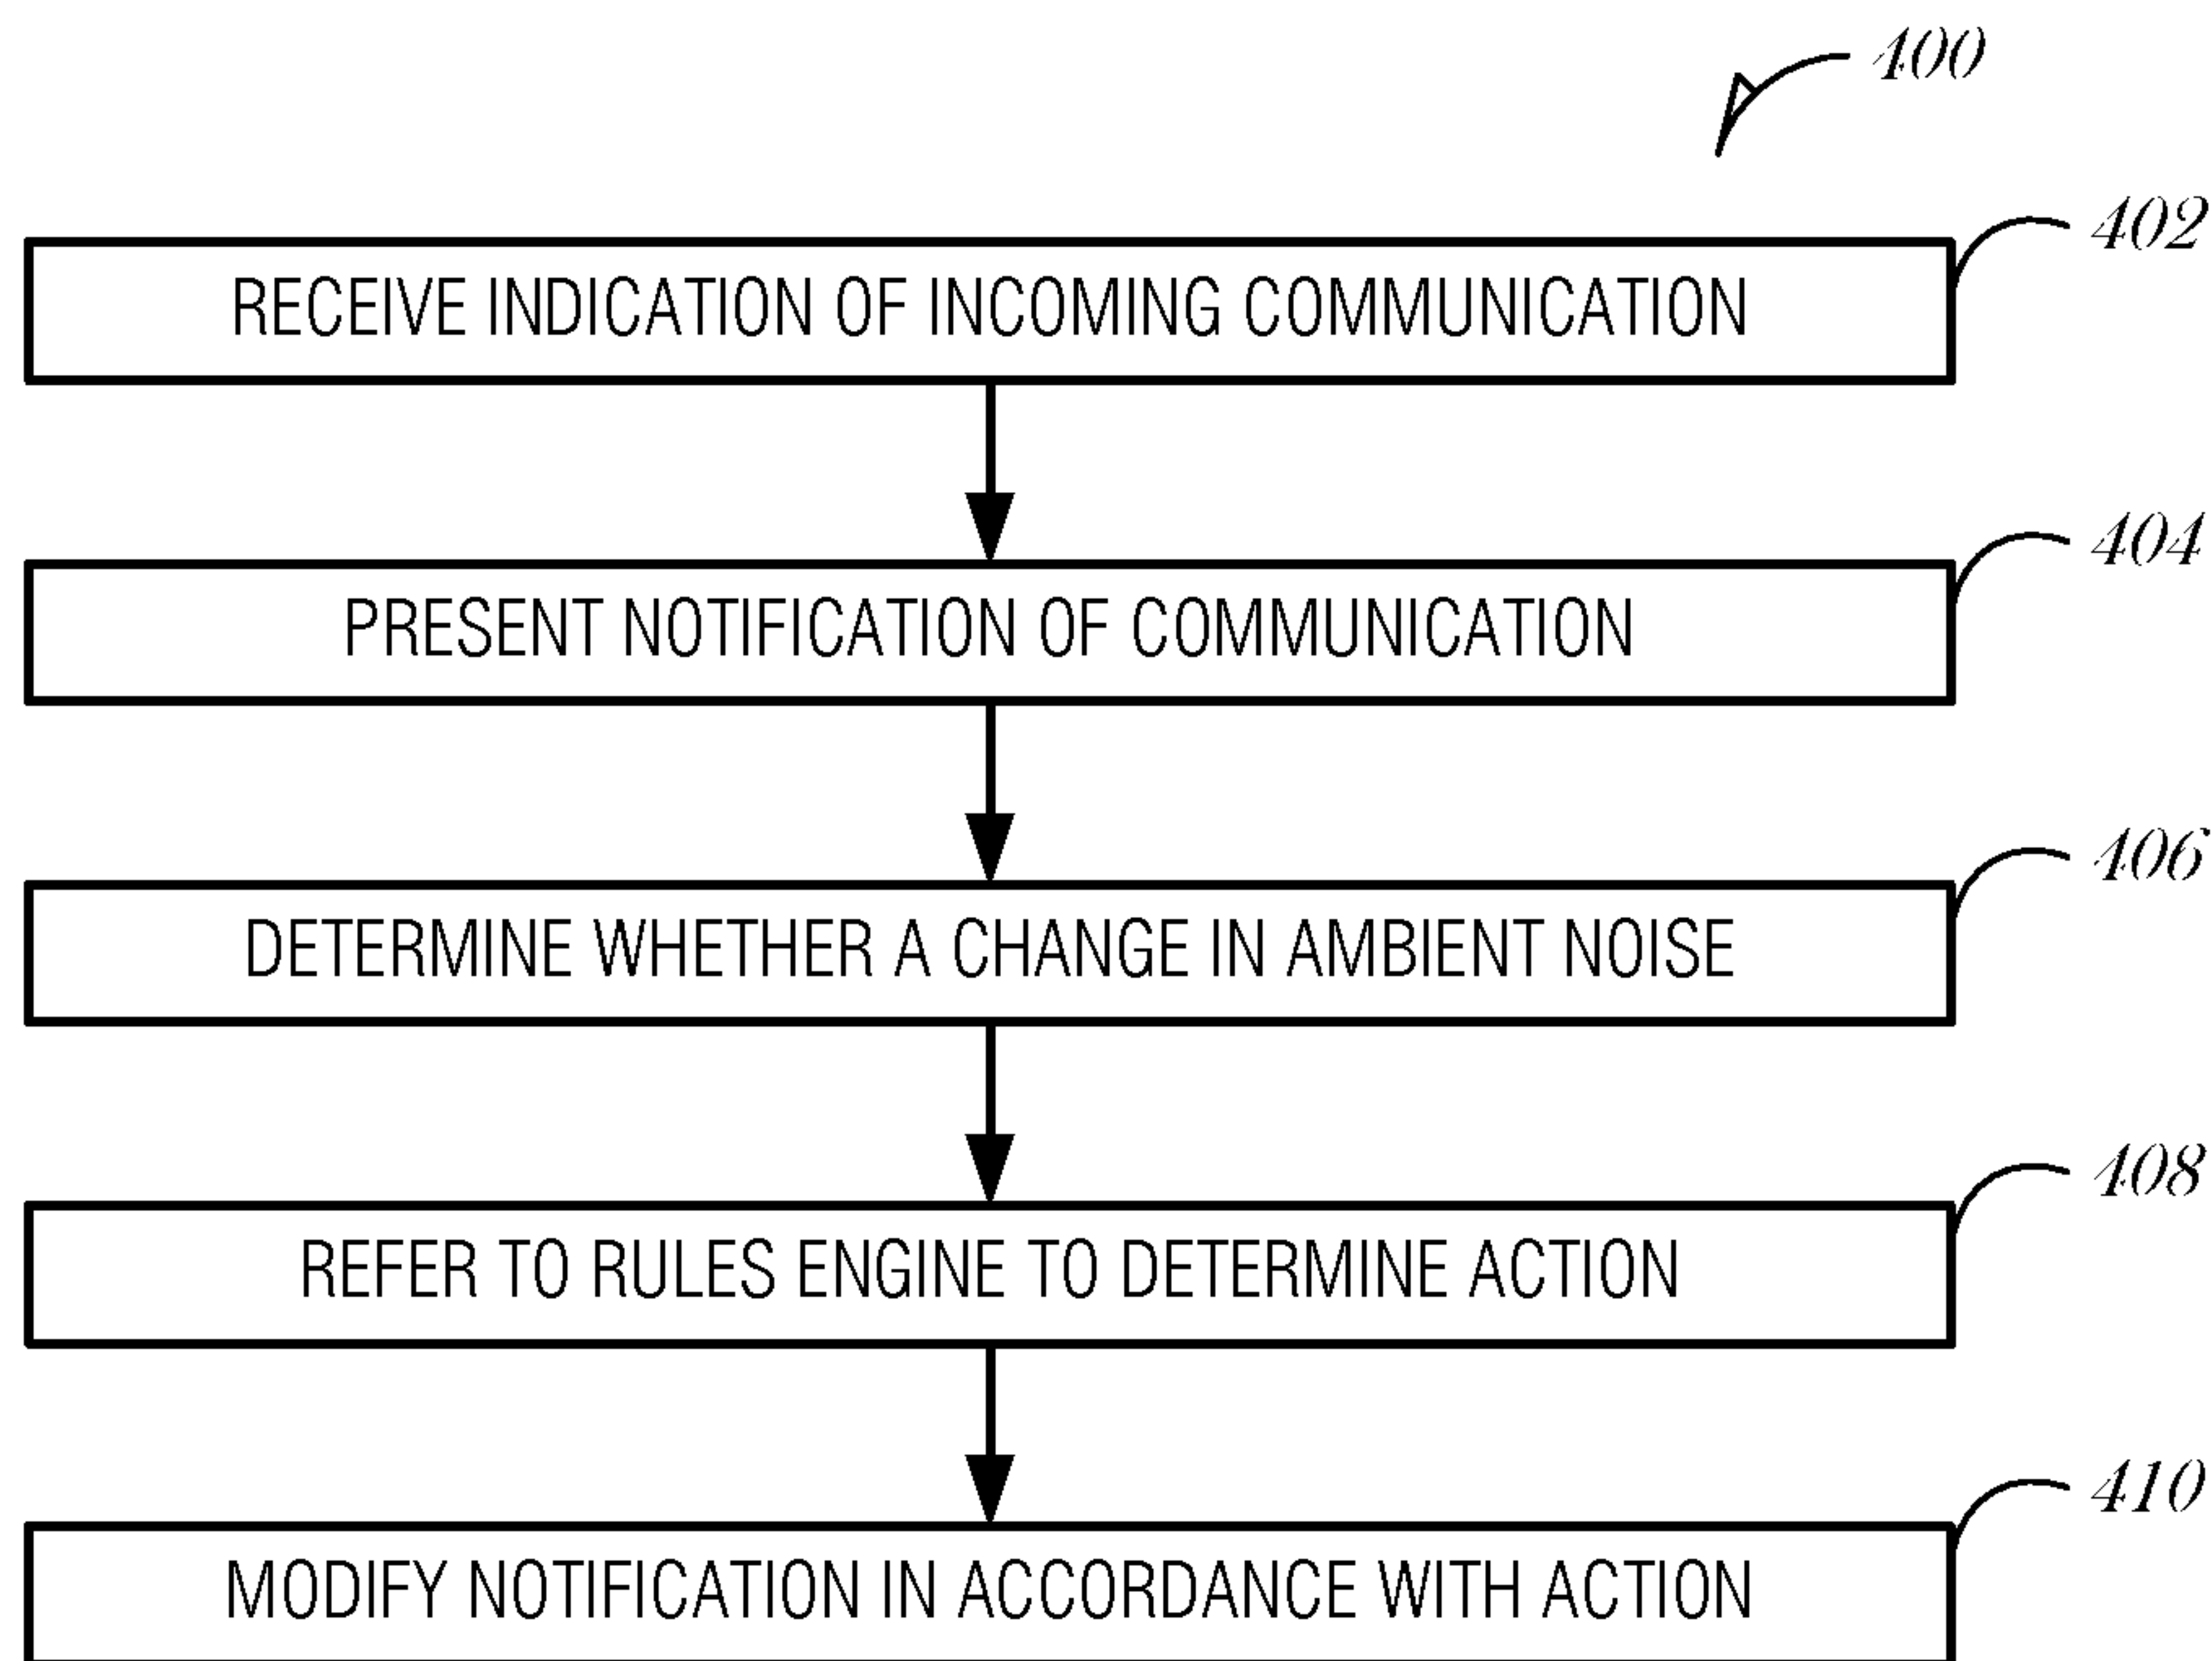 400
402
RECEIVE INDICATION OF INCOMING COMMUNICATION
404
PRESENT NOTIFICATION OF COMMUNICATION
406
DETERMINE WHETHER A CHANGE IN AMBIENT NOISE
408
REFER TO RULES ENGINE TO DETERMINE ACTION
410
MODIFY NOTIFICATION IN ACCORDANCE WITH ACTION